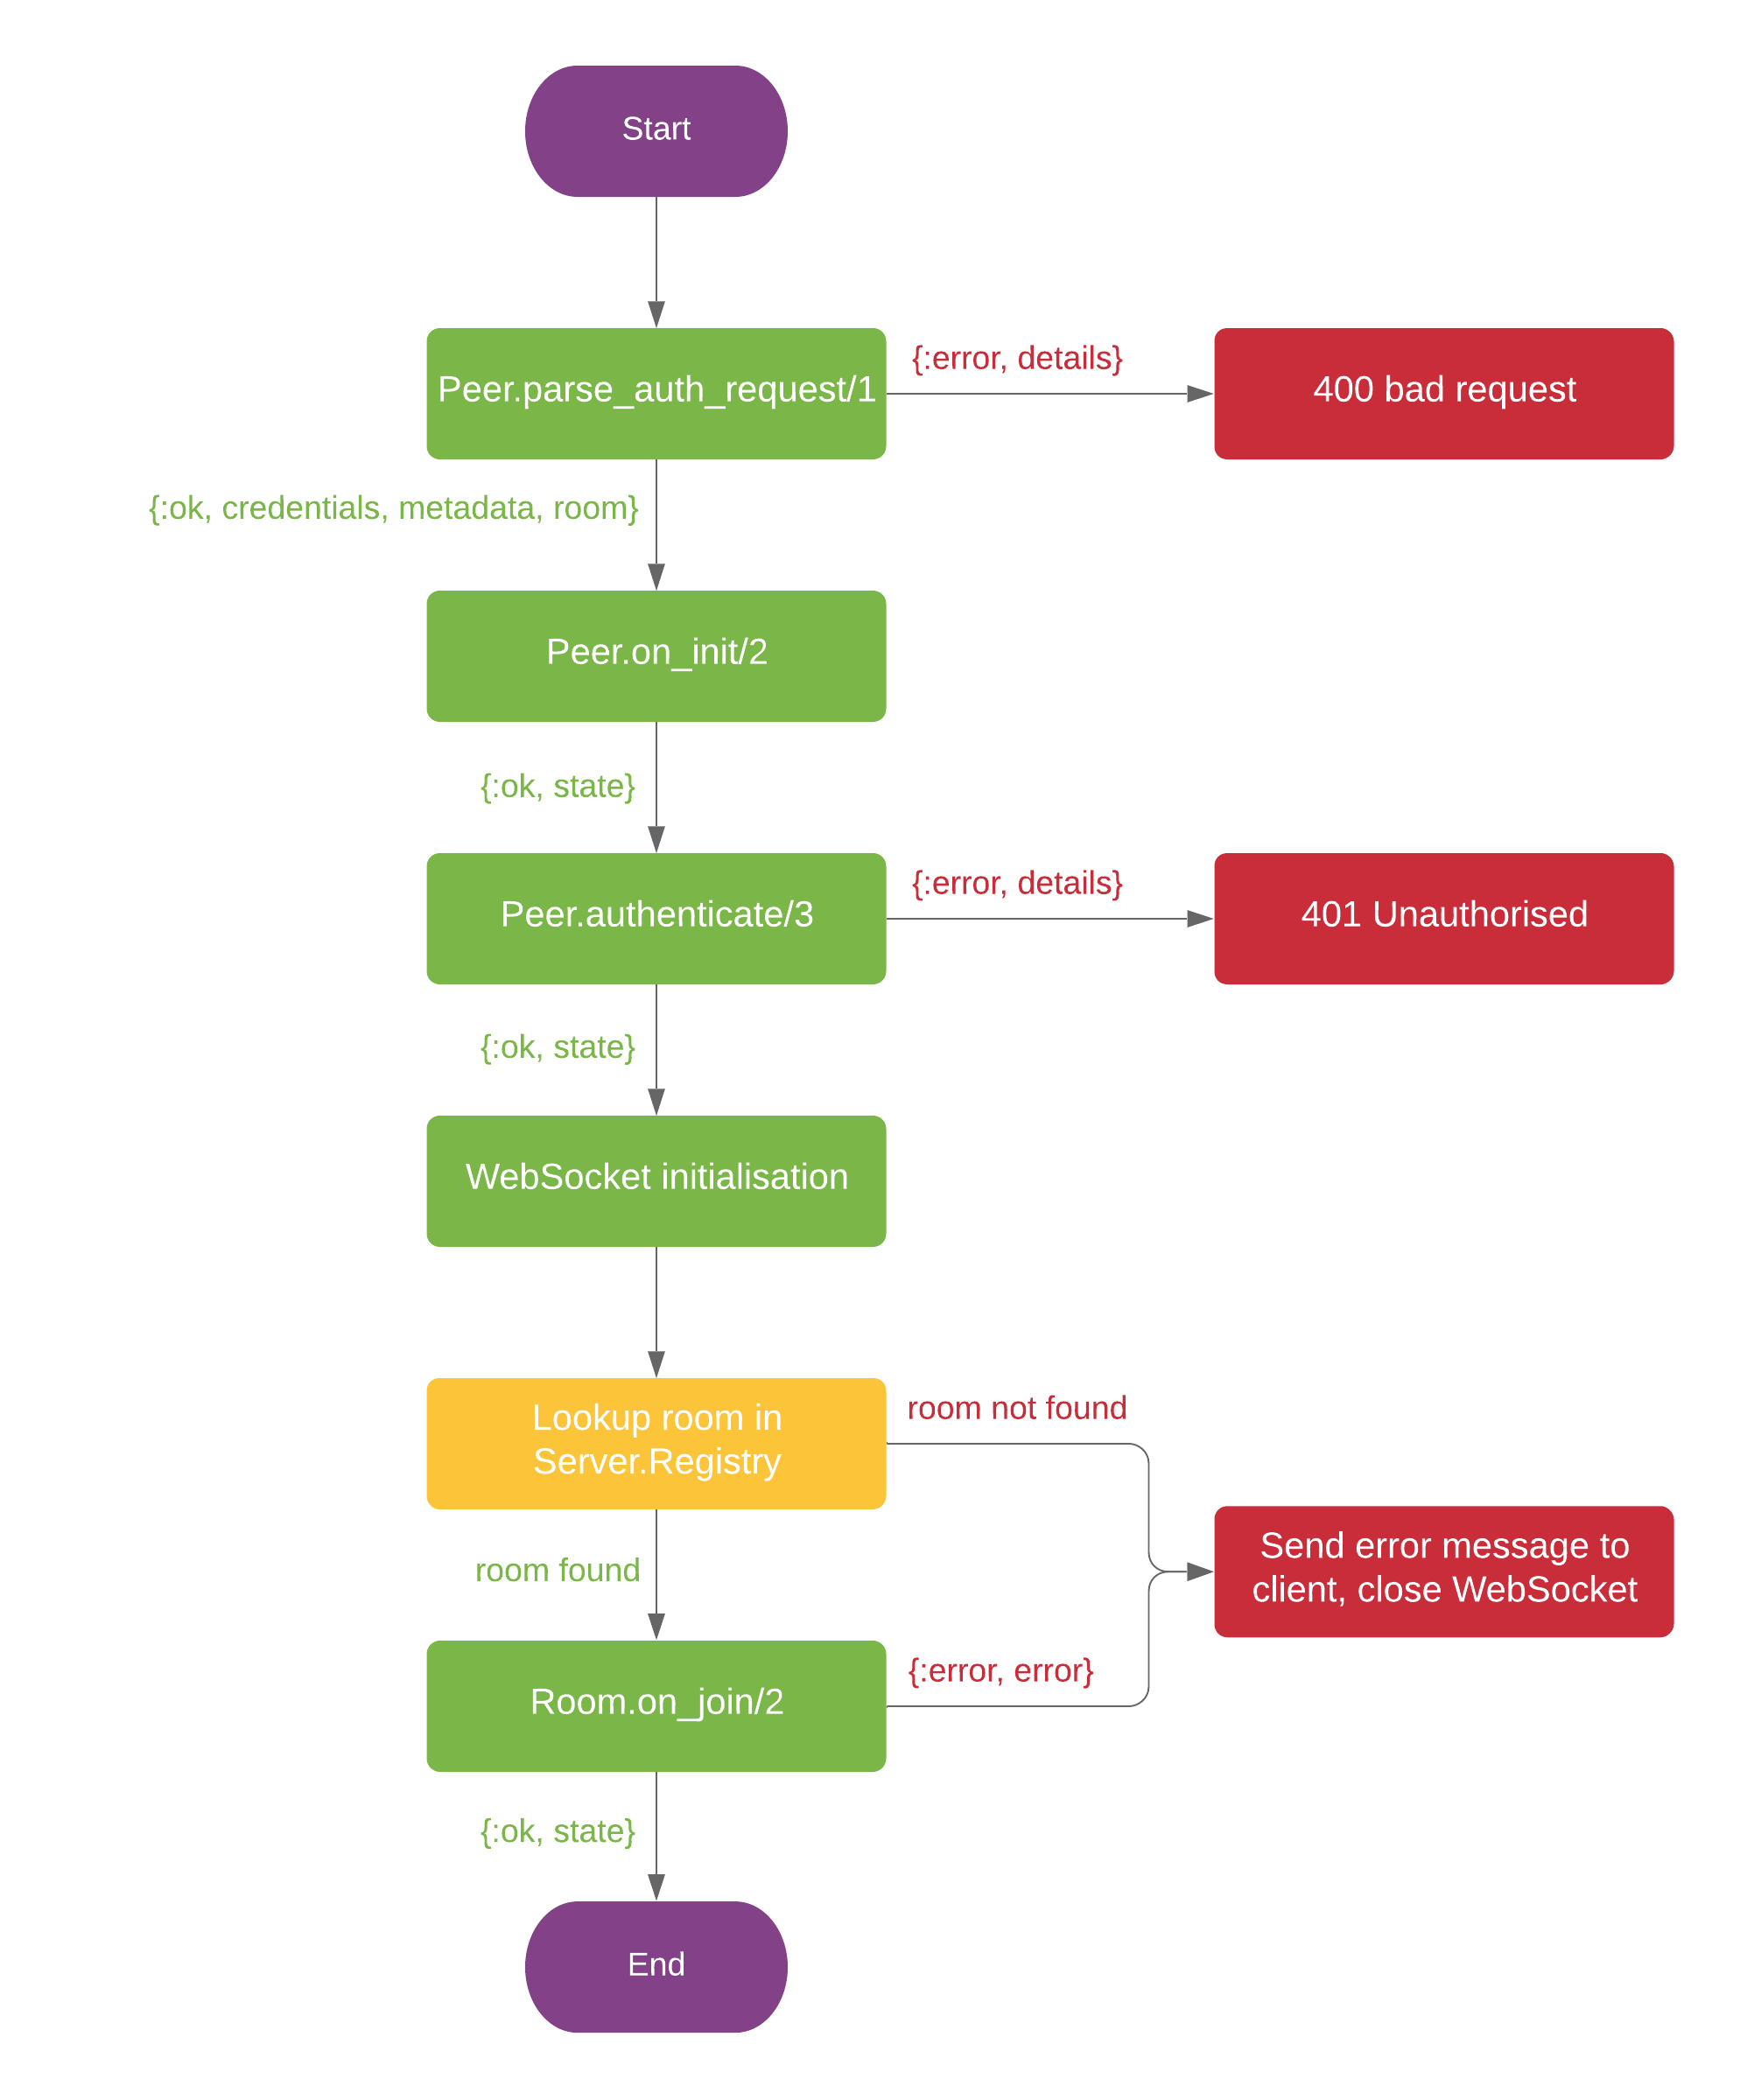 Start
Peer.parse_auth_request/1
{:error, details}
400 bad request
{:ok, credentials, metadata, room}
Peer.on_init/2
{:ok, state}
Peer.authenticate/3
{:error, details}
401 Unauthorised
{:ok, state}
WebSocket initialisation
Lookup room in
Server.Registry
room not found
room found
Send error message to
client, close WebSocket
Room.on_join/2
{:error, error}
{:ok, state}
End